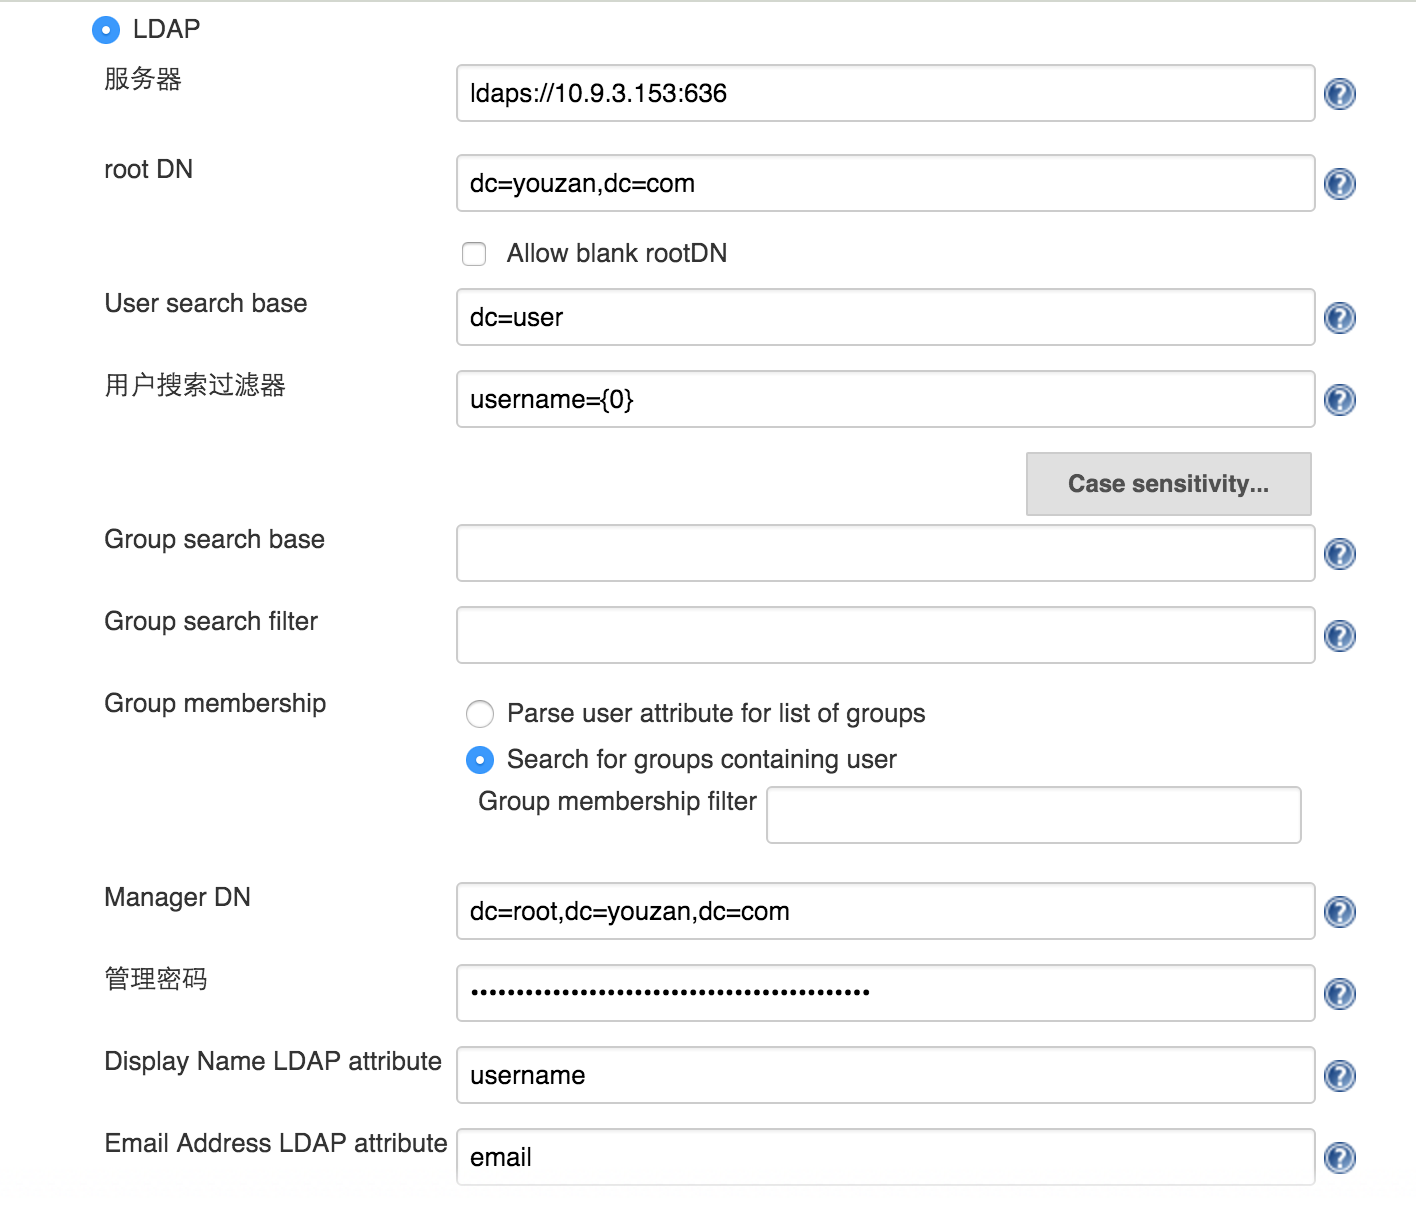 LDAP
服务器
ldaps://10.9.3.153:636
root DN
dc=youzan,dc=com
Allow blank rootDN
User search base
dc=user
用户搜索过滤器
username={0}
Case sensitivity...
Group search base
Group search filter
Group membership
Parse user attribute for list of groups
Search for groups containing user
Group membership filter
Manager DN
dc=root,dc=youzan,dc=com
管理密码
••••••••••••••••••••••••••••••••••••••••••••
Display Name LDAP attribute
username
Email Address LDAP attribute
email